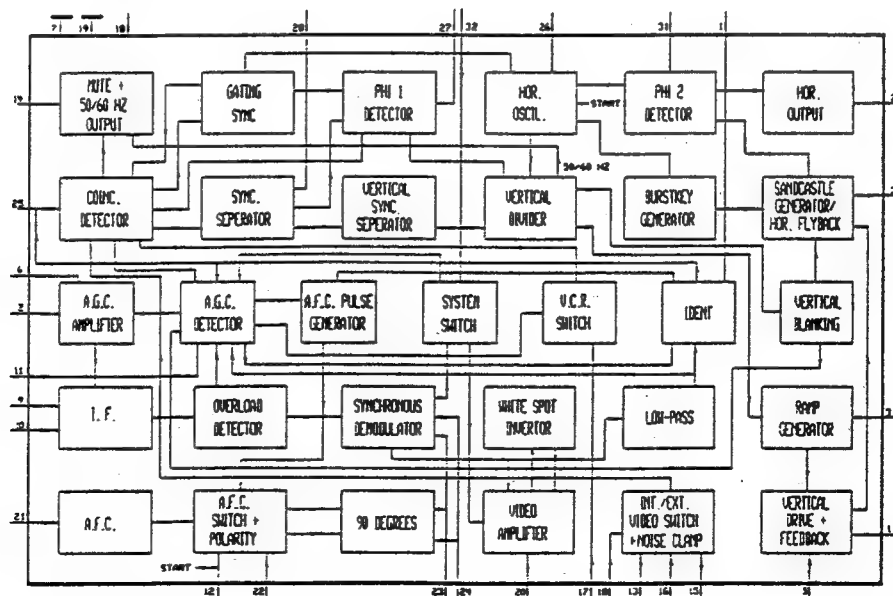 7 19 18 28 27 32 26 31 1
MUTE +
50/60 HZ
OUTPUT
GATING
SYNC
PHI 1
DETECTOR
HOR.
OSCIL.
START
PHI 2
DETECTOR
HOR.
OUTPUT
50/60 HZ
COINC.
DETECTOR
SYNC.
SEPERATOR
VERTICAL
SYNC
SEPERATOR
VERTICAL
DIVIDER
BURSTKEY
GENERATOR
SANDCASTLE
GENERATOR/
HOR. FLYBACK
6
2
A.G.C.
AMPLIFIER
A.G.C.
DETECTOR
A.F.C. PULSE
GENERATOR
SYSTEM
SWITCH
V.C.R.
SWITCH
IDENT
VERTICAL
BLANKING
11
9
I.F.
OVERLOAD
DETECTOR
SYNCHRONOUS
DEMODULATOR
WHITE SPOT
INVERTOR
LOW-PASS
RAMP
GENERATOR
21
A.F.C.
A.F.C.
SWITCH +
POLARITY
90 DEGREES
VIDEO
AMPLIFIER
INT./EXT.
VIDEO SWITCH
+NOISE CLAMP
VERTICAL
DRIVE +
FEEDBACK
START
12 22 23 24 20 17 10 13 16 15